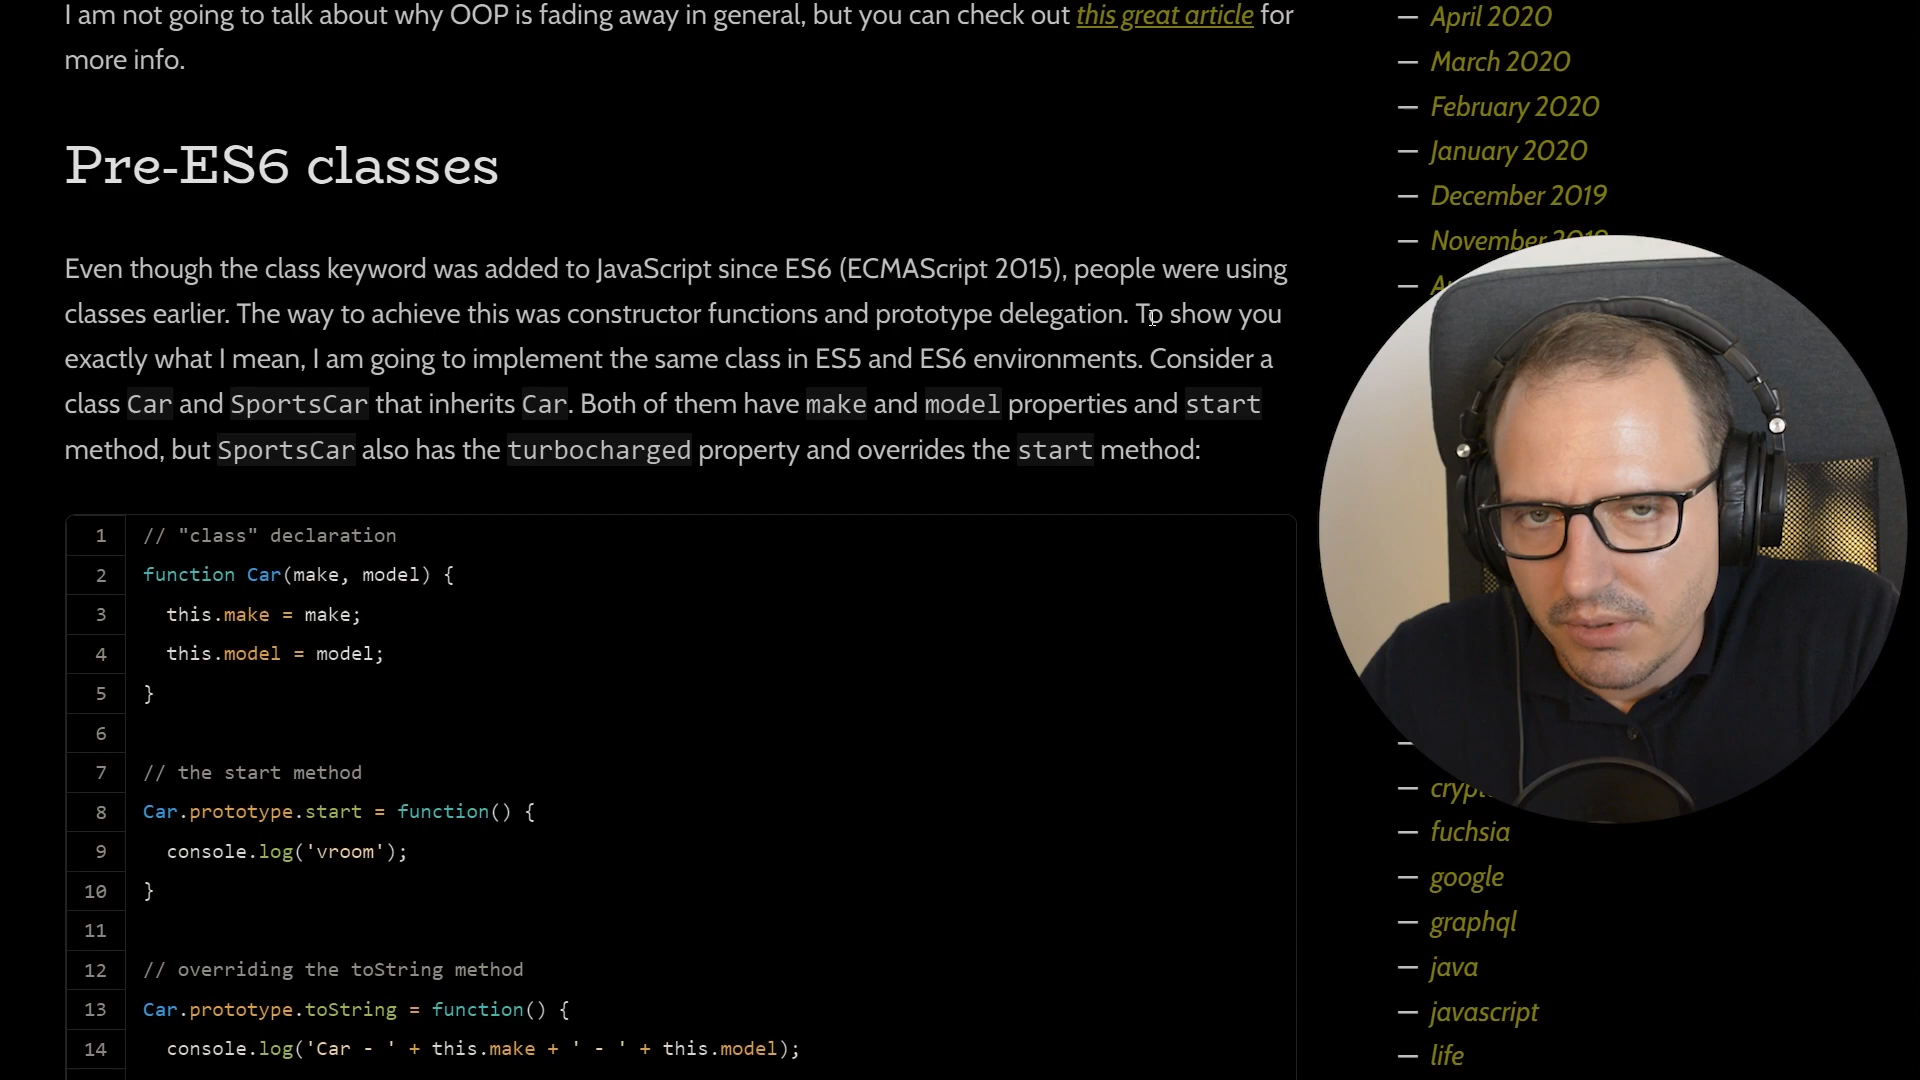 I am not going to talk about why OOP is fading away in general, but you can check out this great article for
more info.
Pre-ES6 classes
Even though the class keyword was added to JavaScript since ES6 (ECMAScript 2015), people were using
classes earlier. The way to achieve this was constructor functions and prototype delegation. To show you
exactly what I mean, I am going to implement the same class in ES5 and ES6 environments. Consider a
class Car and SportsCar that inherits Car. Both of them have make and model properties and start
method, but SportsCar also has the turbocharged property and overrides the start method:
1 // "class" declaration
2 function Car(make, model) {
3 this.make = make;
4 this.model = model;
5 }
6
7 // the start method
8 Car.prototype.start = function() {
9 console.log('vroom');
10 }
11
12 // overriding the toString method
13 Car.prototype.toString = function() {
14 console.log('Car - ' + this.make + ' - ' + this.model);
— April 2020
— March 2020
— February 2020
— January 2020
— December 2019
— November 2019
—
—
—
— fuchsia
— google
— graphql
— java
— javascript
— life